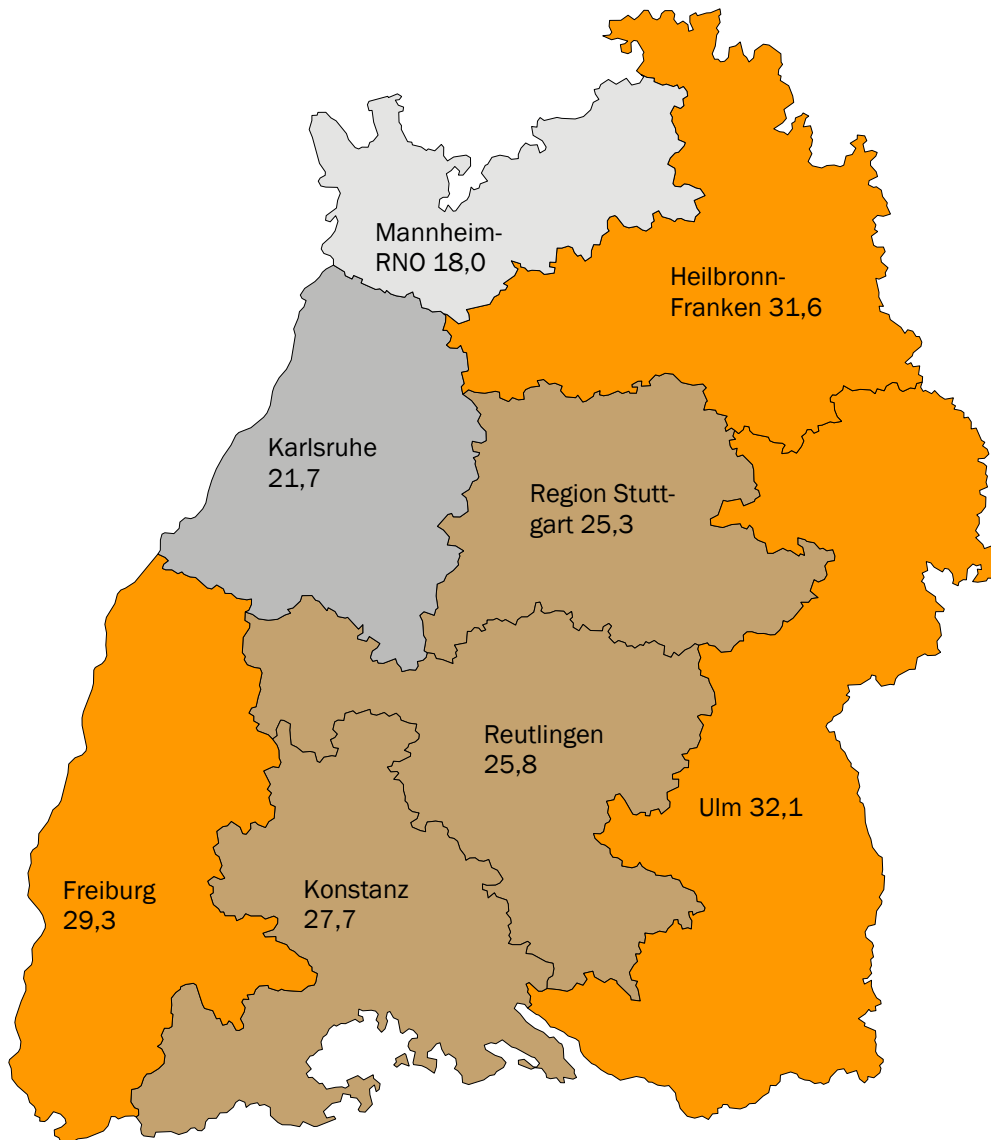 Mannheim-
RNO 18,0
Heilbronn-
Franken 31,6
Karlsruhe
21,7
Region Stutt-
gart 25,3
Reutlingen
25,8
Ulm 32,1
Freiburg
29,3
Konstanz
27,7